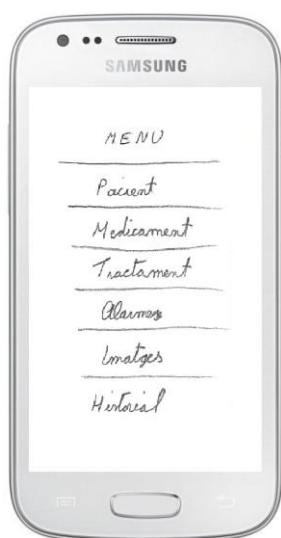 SAMSUNG
MENU
Pacient
Medicament
Tractament
Alarmes
Imatges
Historial